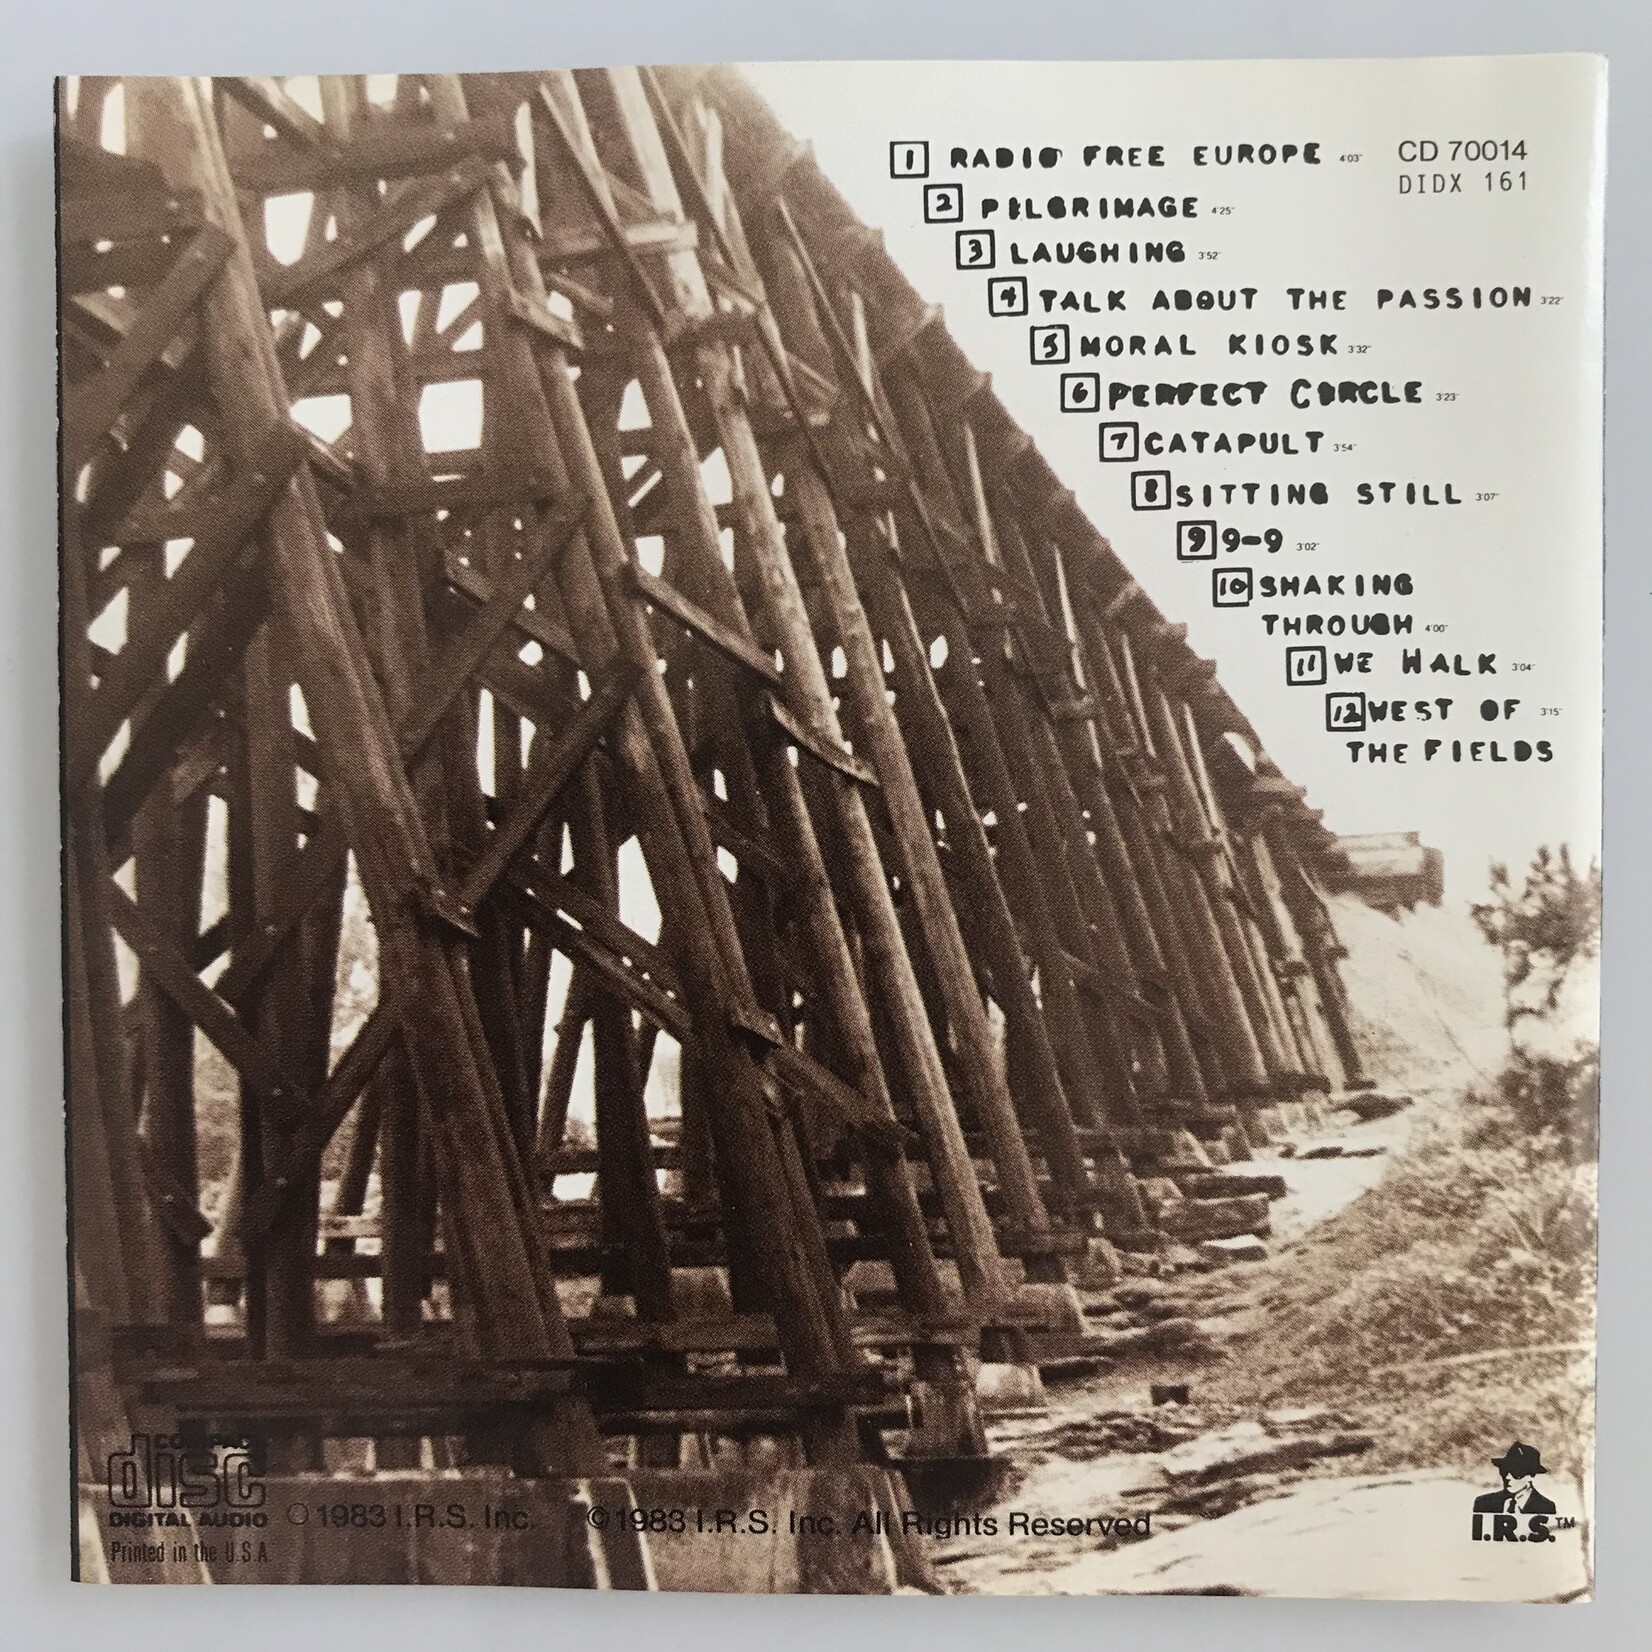 1 RADIO FREE EUROPE 4'03" CD 70014
DIDX 161
2 PILGRIMAGE 4'25"
3 LAUGHING 3'52"
4 TALK ABOUT THE PASSION 3'22"
5 MORAL KIOSK 3'32"
6 PERFECT CIRCLE 3'23"
7 CATAPULT 3'54"
8 SITTING STILL 3'07"
9 9-9 3'02"
10 SHAKING
THROUGH 4'00"
11 WE WALK 3'04"
12 WEST OF 3'15"
THE FIELDS
COMPACT
disc
DIGITAL AUDIO
Printed in the U.S.A.
℗1983 I.R.S. Inc. ©1983 I.R.S. Inc. All Rights Reserved
I.R.S.™